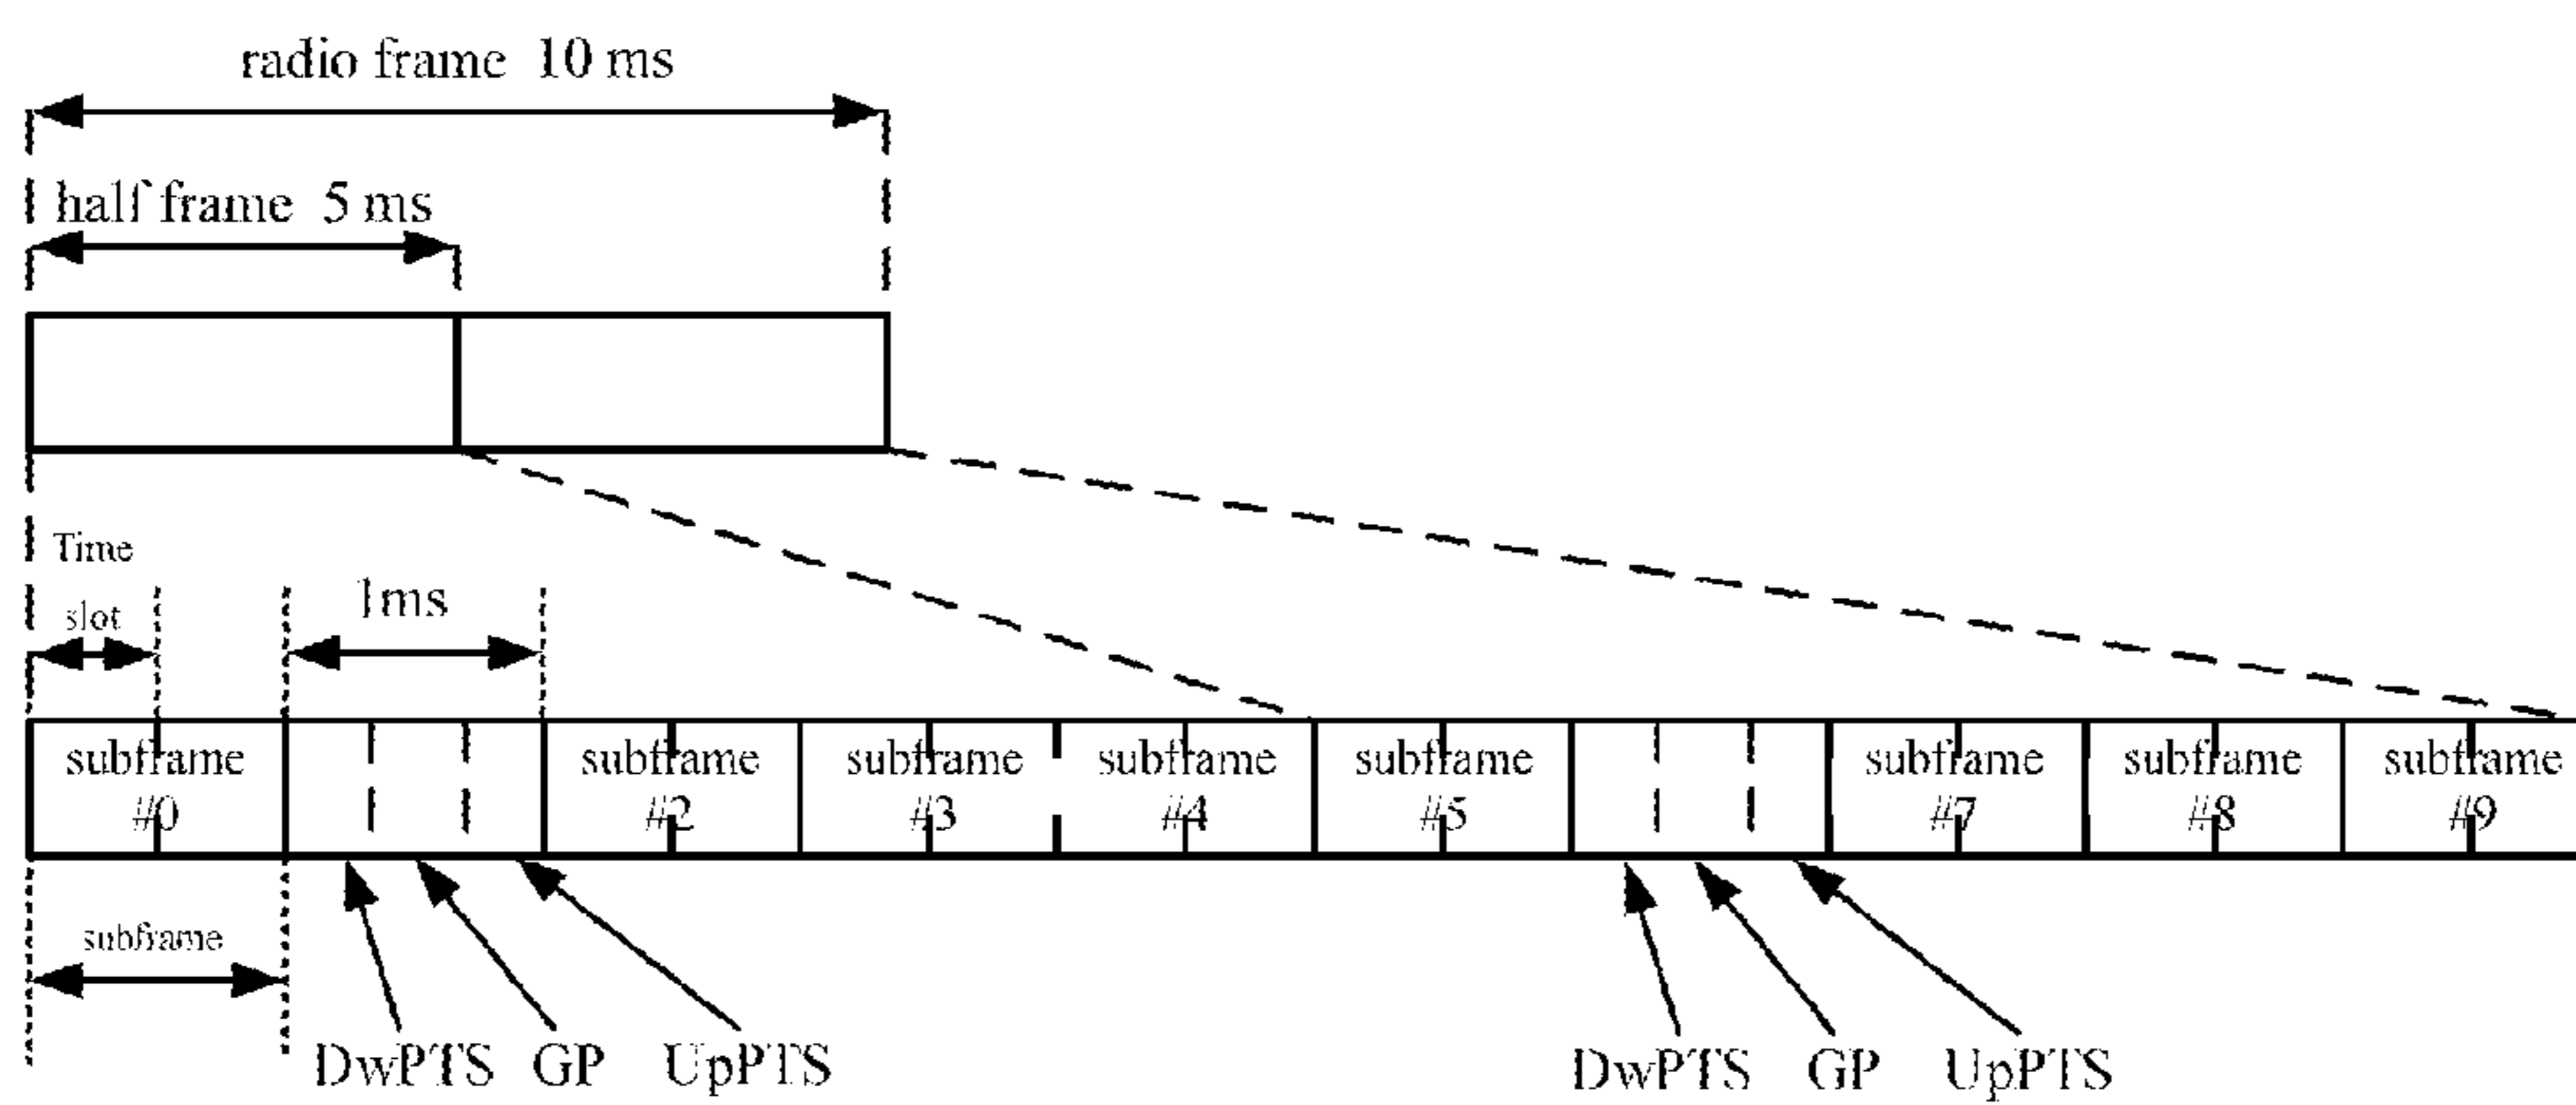 radio frame 10 ms
half frame 5 ms
Time
slot
1ms
subframe
#0
subframe
#2
subframe
#3
subframe
#4
subframe
#5
subframe
#7
subframe
#8
subframe
#9
subframe
DwPTS GP UpPTS
DwPTS GP UpPTS